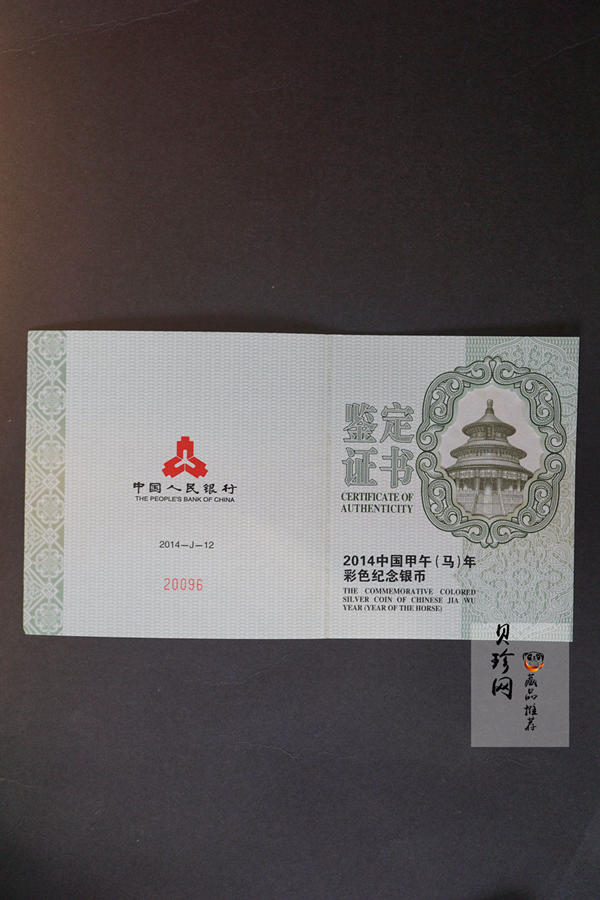 中国人民银行
THE PEOPLE'S BANK OF CHINA
2014—J—12
20096
鉴定
证书
CERTIFICATE OF
AUTHENTICITY
2014中国甲午(马)年
彩色纪念银币
THE COMMEMORATIVE COLORED
SILVER COIN OF CHINESE JIA WU
YEAR (YEAR OF THE HORSE)
贝珍网
藏品推荐